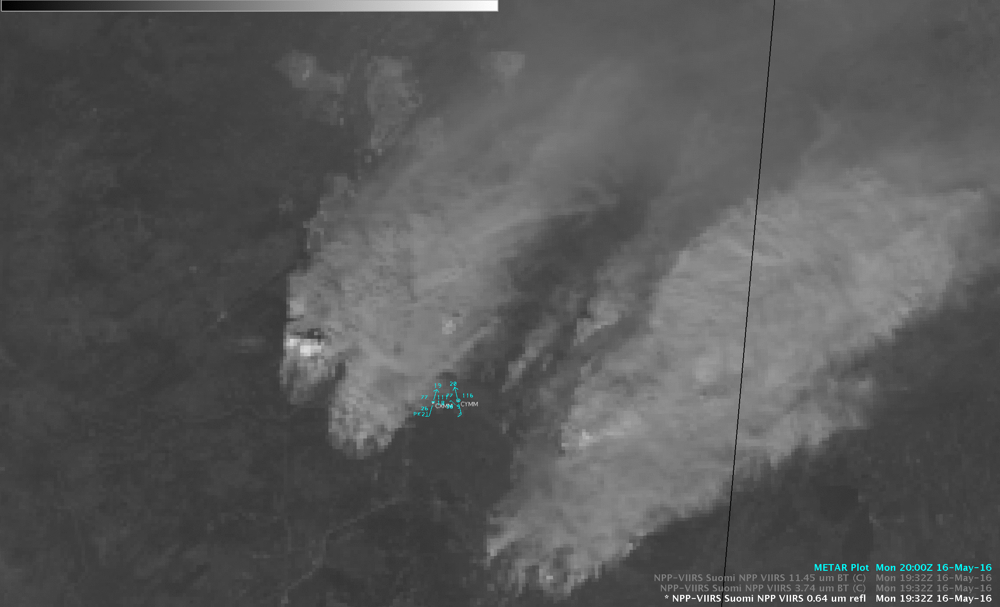 19 20
77 77 116
26 CYMM
PK21
METAR Plot Mon 20:00Z 16-May-16
NPP-VIIRS Suomi NPP VIIRS 11.45 um BT (C) Mon 19:32Z 16-May-16
NPP-VIIRS Suomi NPP VIIRS 3.74 um BT (C) Mon 19:32Z 16-May-16
* NPP-VIIRS Suomi NPP VIIRS 0.64 um refl Mon 19:32Z 16-May-16